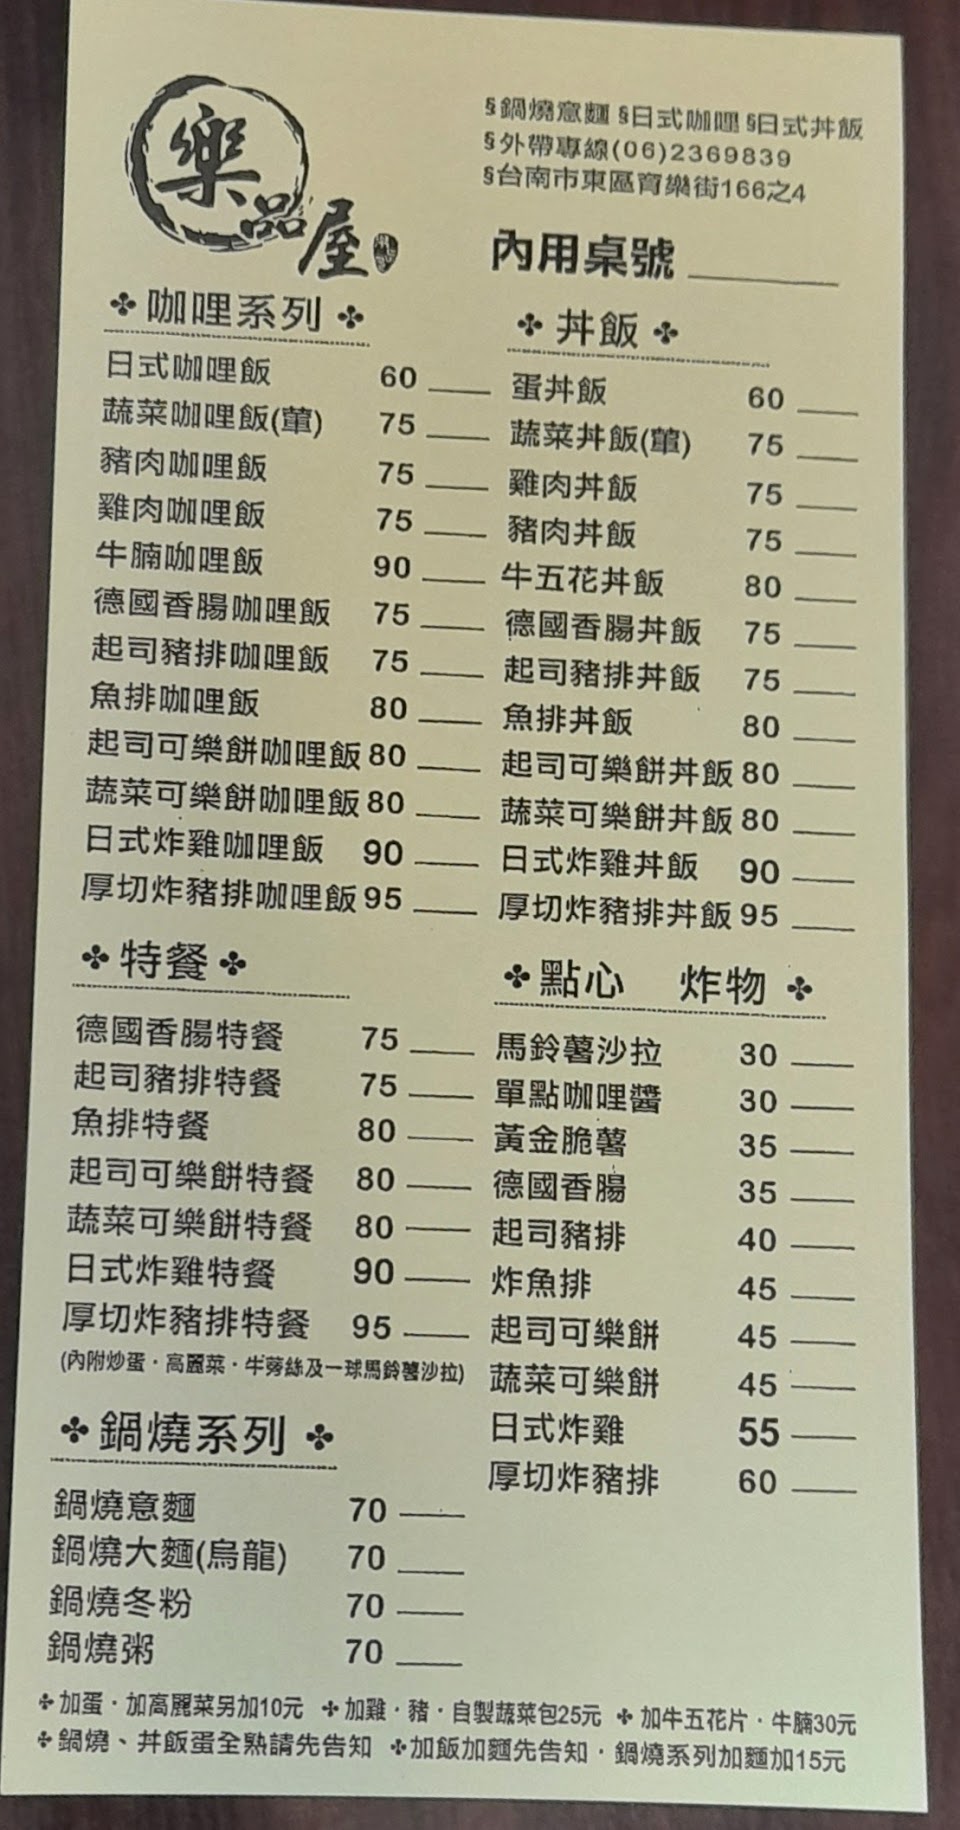 樂品屋
§鍋燒意麵 §日式咖哩 §日式丼飯
§外帶專線(06)2369839
§台南市東區育樂街166之4
內用桌號
咖哩系列
日式咖哩飯 60
蔬菜咖哩飯(葷) 75
豬肉咖哩飯 75
雞肉咖哩飯 75
牛腩咖哩飯 90
德國香腸咖哩飯 75
起司豬排咖哩飯 75
魚排咖哩飯 80
起司可樂餅咖哩飯 80
蔬菜可樂餅咖哩飯 80
日式炸雞咖哩飯 90
厚切炸豬排咖哩飯 95
丼飯
蛋丼飯 60
蔬菜丼飯(葷) 75
雞肉丼飯 75
豬肉丼飯 75
牛五花丼飯 80
德國香腸丼飯 75
起司豬排丼飯 75
魚排丼飯 80
起司可樂餅丼飯 80
蔬菜可樂餅丼飯 80
日式炸雞丼飯 90
厚切炸豬排丼飯 95
特餐
德國香腸特餐 75
起司豬排特餐 75
魚排特餐 80
起司可樂餅特餐 80
蔬菜可樂餅特餐 80
日式炸雞特餐 90
厚切炸豬排特餐 95
(內附炒蛋·高麗菜·牛蒡絲及一球馬鈴薯沙拉)
點心 炸物
馬鈴薯沙拉 30
單點咖哩醬 30
黃金脆薯 35
德國香腸 35
起司豬排 40
炸魚排 45
起司可樂餅 45
蔬菜可樂餅 45
日式炸雞 55
厚切炸豬排 60
鍋燒系列
鍋燒意麵 70
鍋燒大麵(烏龍) 70
鍋燒冬粉 70
鍋燒粥 70
加蛋·加高麗菜另加10元 加雞·豬·自製蔬菜包25元 加牛五花片·牛腩30元
鍋燒、丼飯蛋全熟請先告知 加飯加麵先告知·鍋燒系列加麵加15元